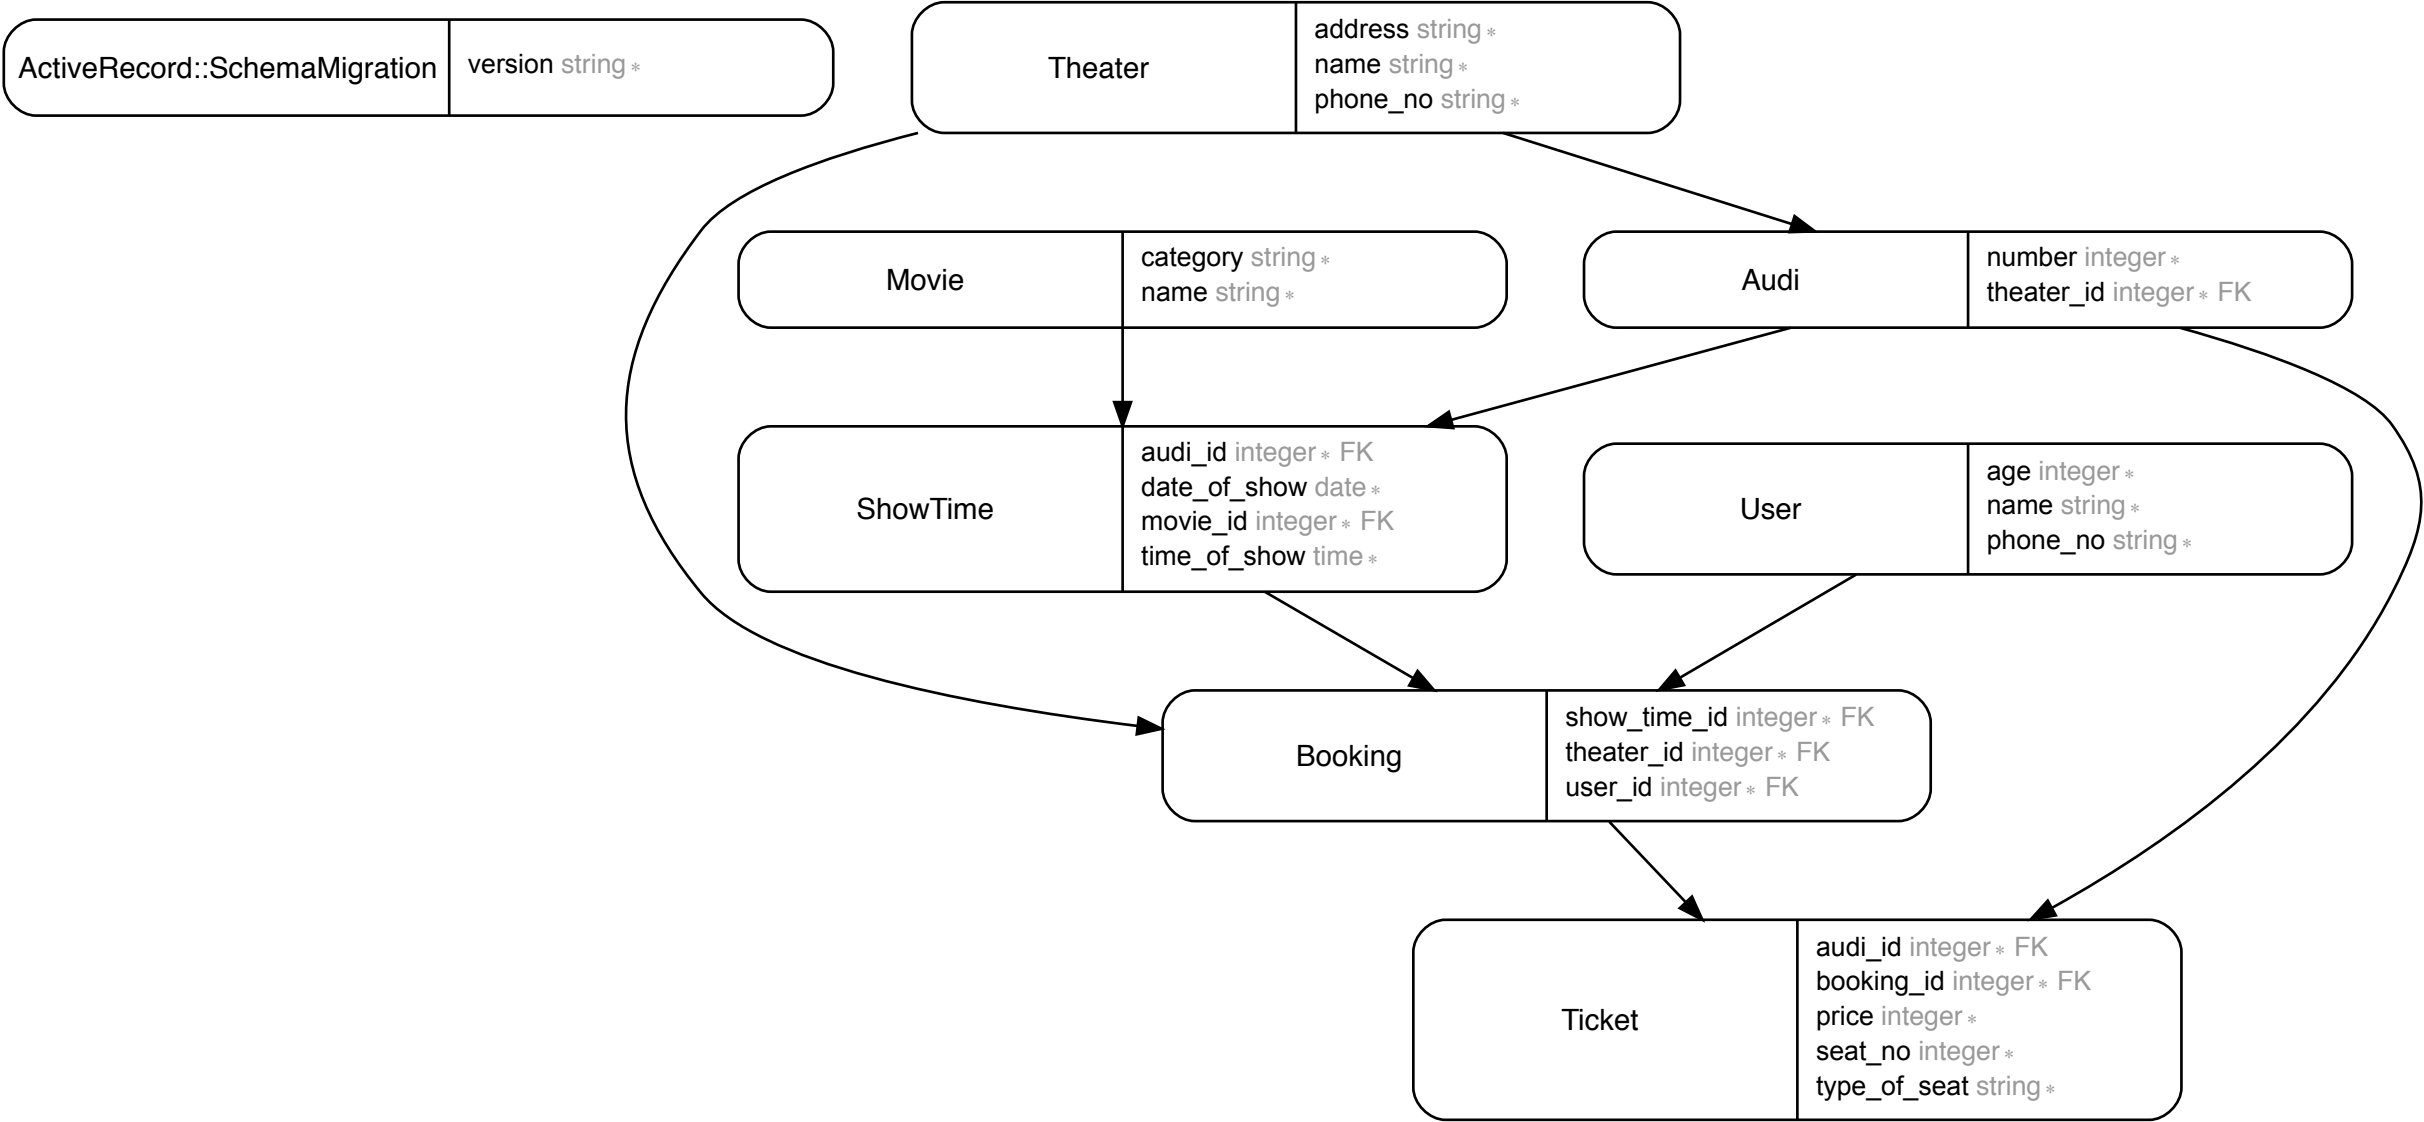 ActiveRecord::SchemaMigration
version string *
Theater
address string *
name string *
phone_no string *
Movie
category string *
name string *
Audi
number integer *
theater_id integer * FK
ShowTime
audi_id integer * FK
date_of_show date *
movie_id integer * FK
time_of_show time *
User
age integer *
name string *
phone_no string *
Booking
show_time_id integer * FK
theater_id integer * FK
user_id integer * FK
Ticket
audi_id integer * FK
booking_id integer * FK
price integer *
seat_no integer *
type_of_seat string *